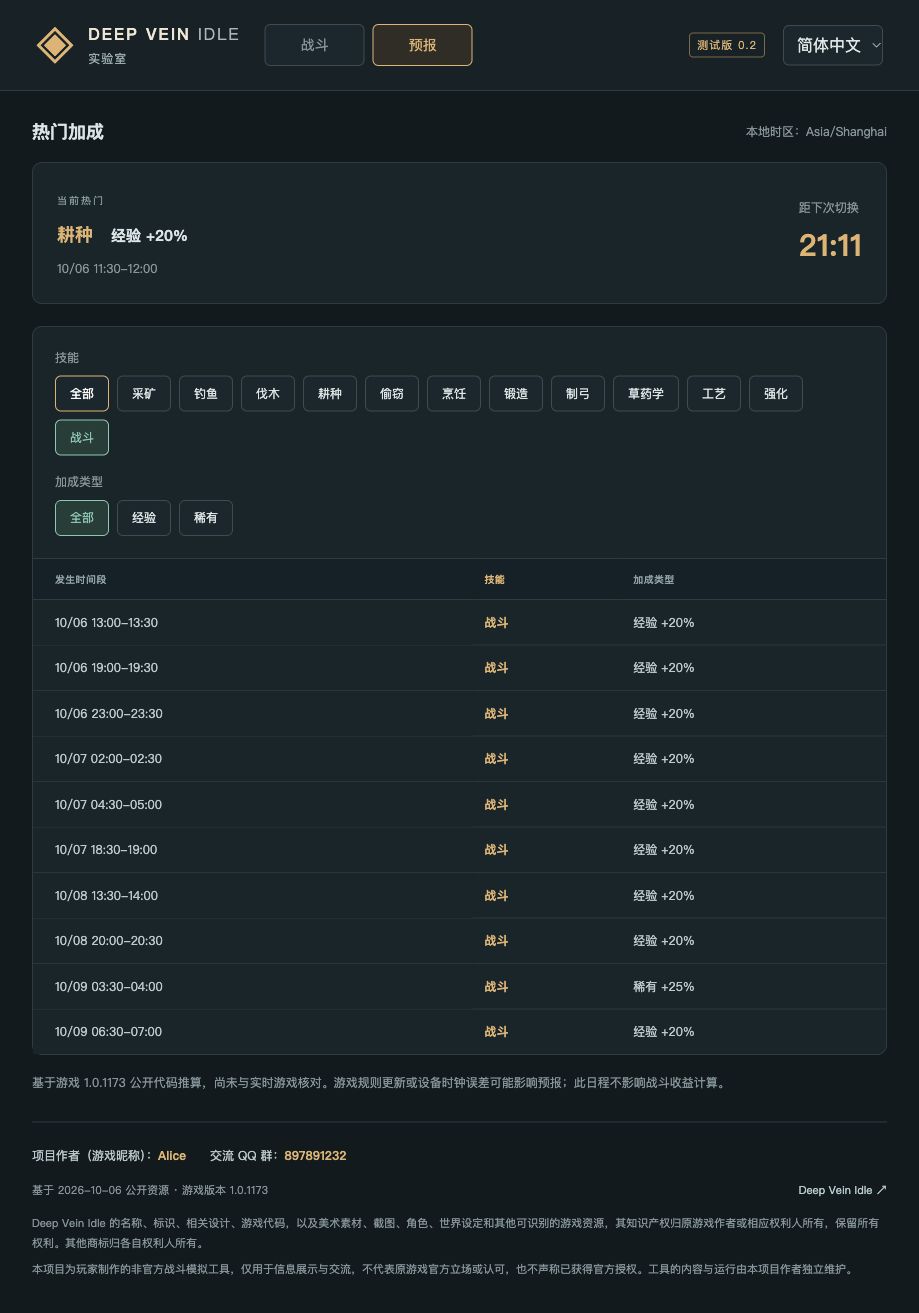 DEEP VEIN IDLE
实验室
战斗
预报
测试版 0.2
简体中文
热门加成
本地时区：Asia/Shanghai
当前热门
耕种 经验 +20%
10/06 11:30–12:00
距下次切换
21:11
技能
全部 采矿 钓鱼 伐木 耕种 偷窃 烹饪 锻造 制弓 草药学 工艺 强化
战斗
加成类型
全部 经验 稀有
发生时间段 技能 加成类型
10/06 13:00–13:30 战斗 经验 +20%
10/06 19:00–19:30 战斗 经验 +20%
10/06 23:00–23:30 战斗 经验 +20%
10/07 02:00–02:30 战斗 经验 +20%
10/07 04:30–05:00 战斗 经验 +20%
10/07 18:30–19:00 战斗 经验 +20%
10/08 13:30–14:00 战斗 经验 +20%
10/08 20:00–20:30 战斗 经验 +20%
10/09 03:30–04:00 战斗 稀有 +25%
10/09 06:30–07:00 战斗 经验 +20%
基于游戏 1.0.1173 公开代码推算，尚未与实时游戏核对。游戏规则更新或设备时钟误差可能影响预报；此日程不影响战斗收益计算。
项目作者（游戏昵称）：Alice 交流 QQ 群：897891232
基于 2026-10-06 公开资源 · 游戏版本 1.0.1173
Deep Vein Idle ↗
Deep Vein Idle 的名称、标识、相关设计、游戏代码，以及美术素材、截图、角色、世界设定和其他可识别的游戏资源，其知识产权归原游戏作者或相应权利人所有，保留所有
权利。其他商标归各自权利人所有。
本项目为玩家制作的非官方战斗模拟工具，仅用于信息展示与交流，不代表原游戏官方立场或认可，也不声称已获得官方授权。工具的内容与运行由本项目作者独立维护。